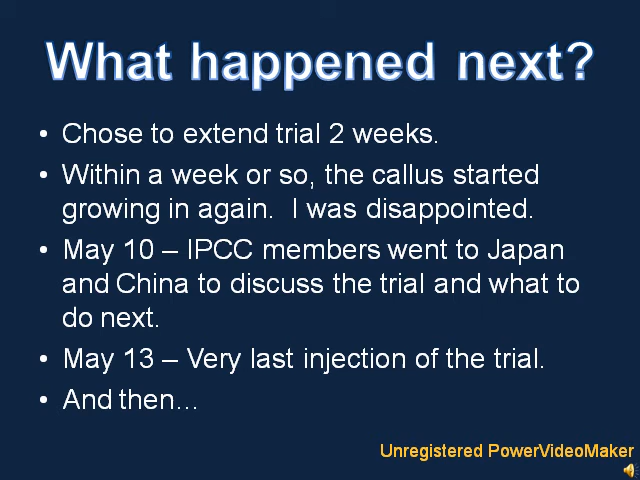 What happened next?
• Chose to extend trial 2 weeks.
• Within a week or so, the callus started
growing in again.  I was disappointed.
• May 10 – IPCC members went to Japan
and China to discuss the trial and what to
do next.
• May 13 – Very last injection of the trial.
• And then…
Unregistered PowerVideoMaker